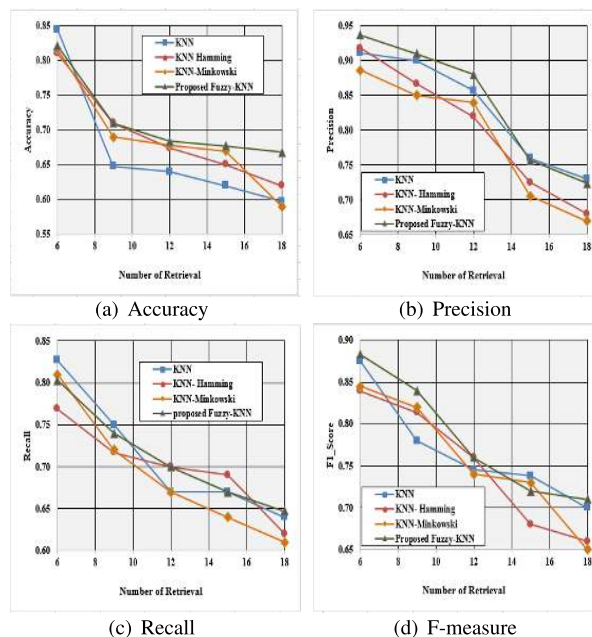 0.85
0.80
0.75
0.70
0.65
0.60
0.55
Accuracy
KNN
KNN Hamming
KNN-Minkowski
Proposed Fuzzy-KNN
6 8 10 12 14 16 18
Number of Retrieval
(a) Accuracy
0.95
0.90
0.85
0.80
0.75
0.70
0.65
Precision
KNN
KNN- Hamming
KNN-Minkowski
Proposed Fuzzy-KNN
6 8 10 12 14 16 18
Number of Retrieval
(b) Precision
0.85
0.80
0.75
0.70
0.65
0.60
Recall
KNN
KNN- Hamming
KNN-Minkowski
proposed Fuzzy-KNN
6 8 10 12 14 16 18
Number of Retrieval
(c) Recall
0.90
0.85
0.80
0.75
0.70
0.65
F1_Score
KNN
KNN- Hamming
KNN-Minkowski
Proposed Fuzzy-KNN
6 8 10 12 14 16 18
Number of Retrieval
(d) F-measure